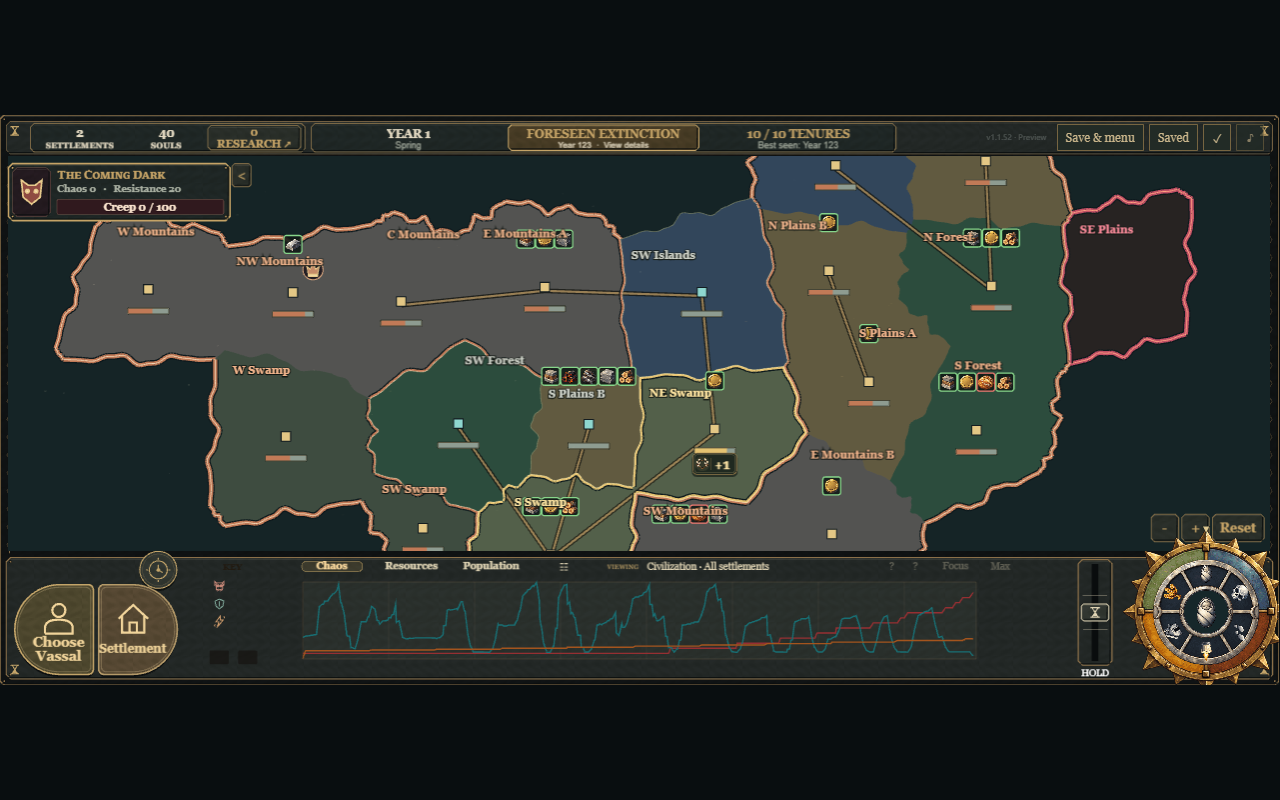 2
SETTLEMENTS
40
SOULS
0
RESEARCH ↗
YEAR 1
Spring
FORESEEN EXTINCTION
Year 123 · View details
10 / 10 TENURES
Best seen: Year 123
v1.1.52 · Preview
Save & menu
Saved
✓
♪
THE COMING DARK
Chaos 0 · Resistance 20
Creep 0 / 100
<
W Mountains
NW Mountains
C Mountains
E Mountains A
SW Islands
N Plains B
N Forest
SE Plains
S Plains A
W Swamp
SW Forest
S Plains B
NE Swamp
S Forest
E Mountains B
+1
SW Swamp
S Swamp
SW Mountains
-
+
Reset
Choose
Vassal
Settlement
Chaos
Resources
Population
VIEWING
Civilization · All settlements
?
?
Focus
Max
HOLD